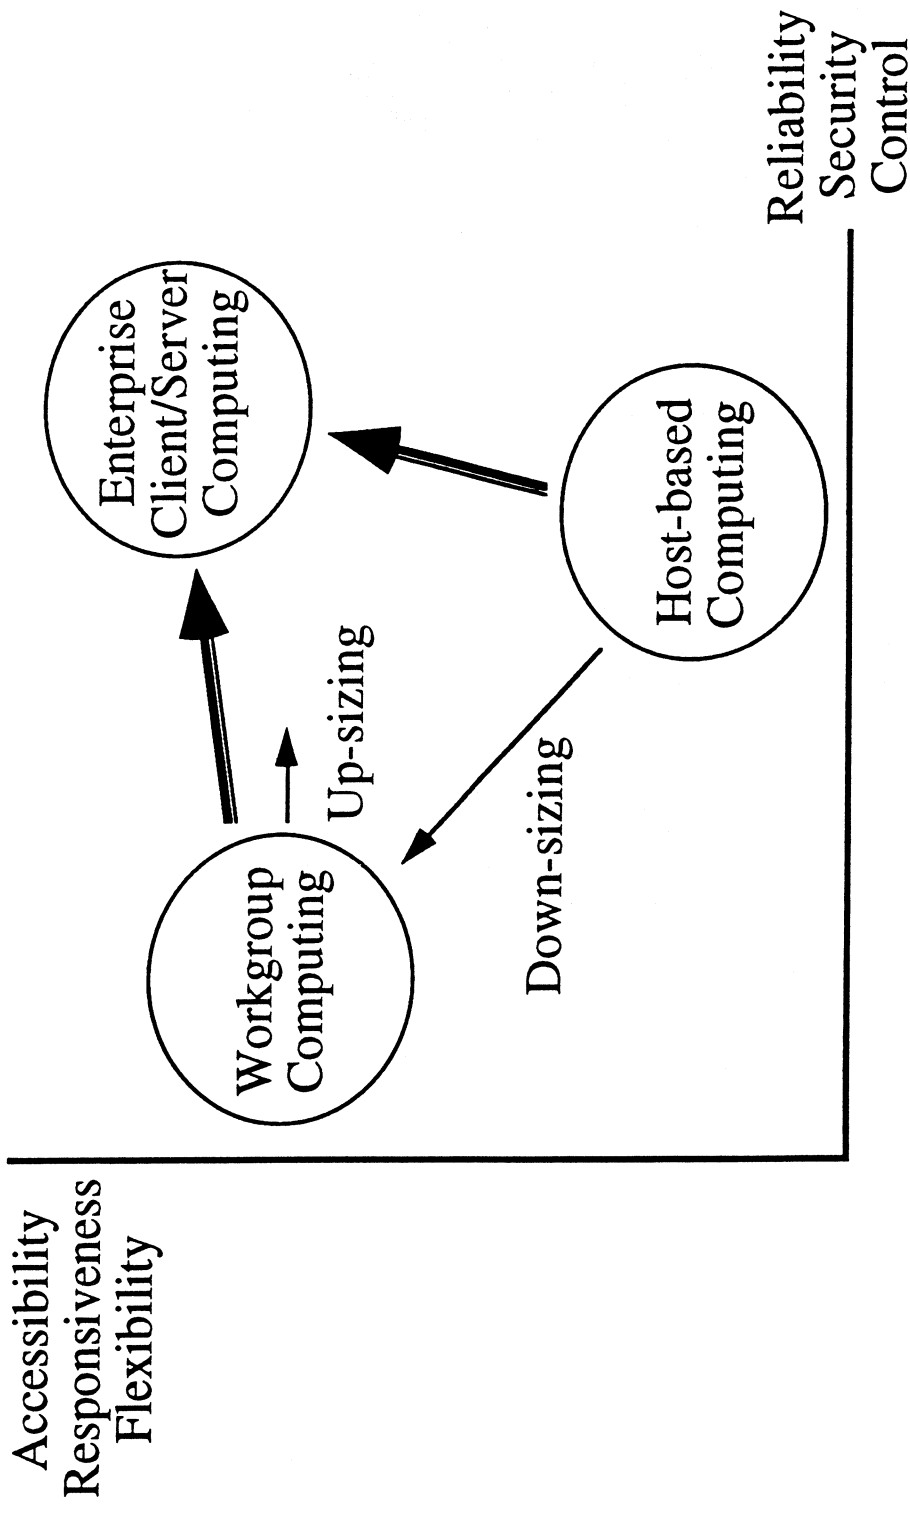 Accessibility
Responsiveness
Flexibility
Enterprise
Client/Server
Computing
Workgroup
Computing
Up-sizing
Down-sizing
Host-based
Computing
Reliability
Security
Control